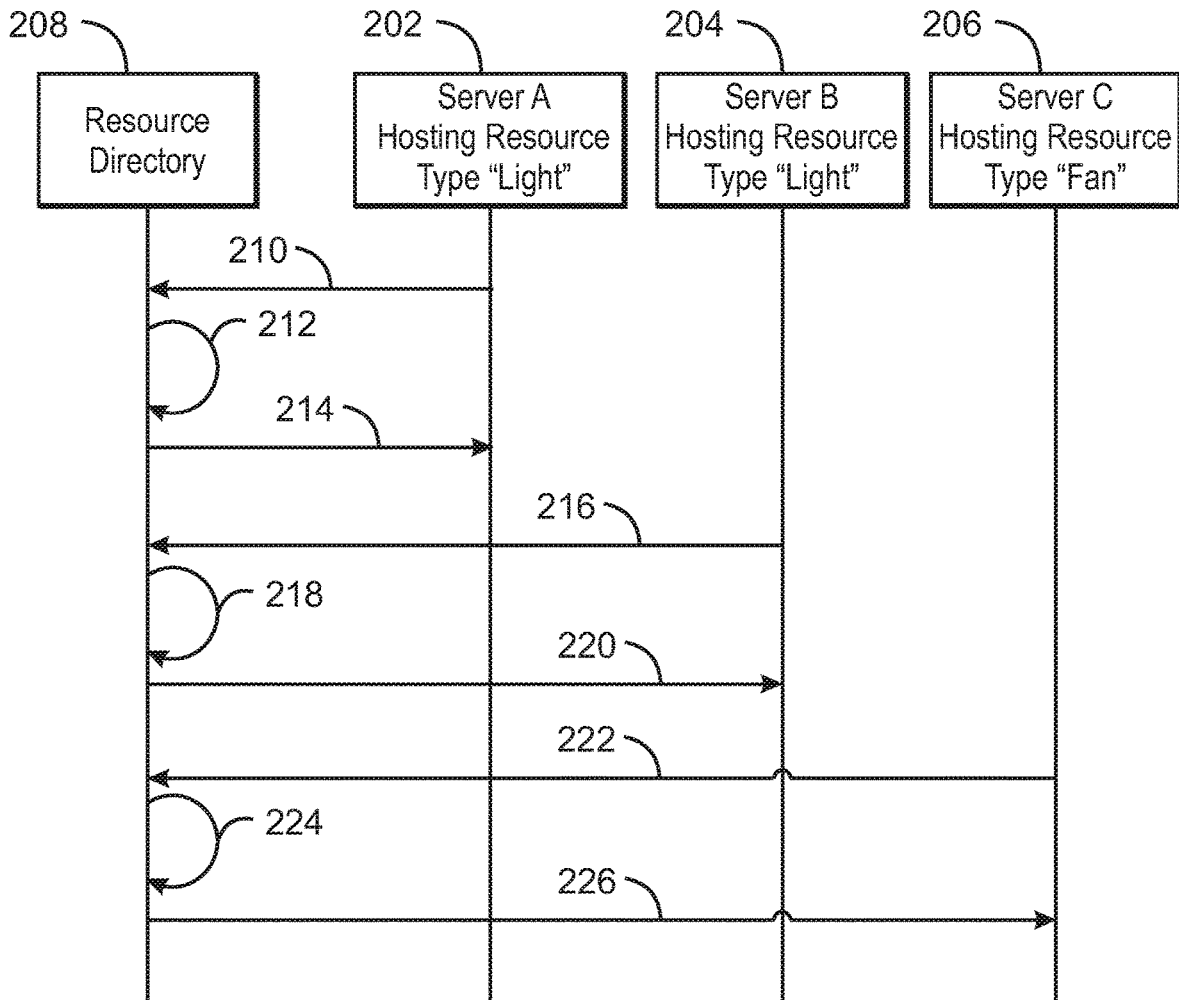 208
202
204
206
Resource
Directory
Server A
Hosting Resource
Type “Light”
Server B
Hosting Resource
Type “Light”
Server C
Hosting Resource
Type “Fan”
210
212
214
216
218
220
222
224
226